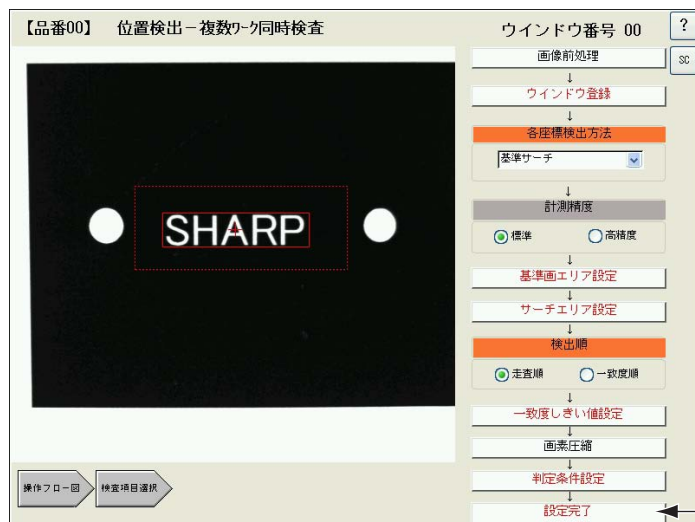 【品番00】 位置検出－複数ﾜｰｸ同時検査
ウインドウ番号 00
?
SC
画像前処理
↓
ウインドウ登録
↓
各座標検出方法
基準サーチ
↓
計測精度
標準 高精度
↓
基準画エリア設定
↓
サーチエリア設定
↓
検出順
走査順 一致度順
↓
一致度しきい値設定
↓
画素圧縮
↓
判定条件設定
↓
設定完了
SHARP
操作フロー図 検査項目選択